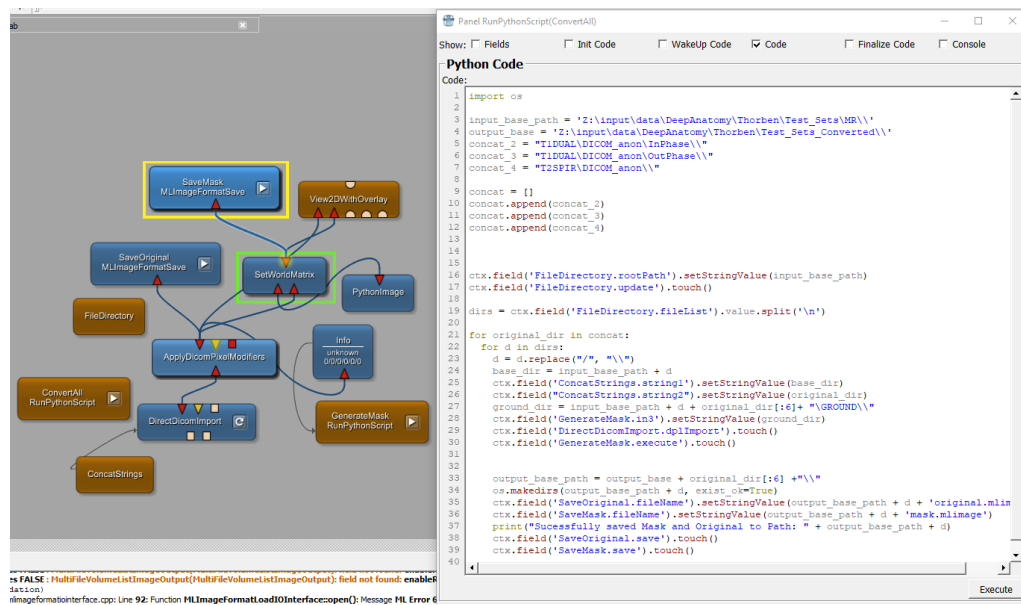 ab
Panel RunPythonScript(ConvertAll)
Show: Fields Init Code WakeUp Code Code Finalize Code Console
Python Code
Code:
1 import os
2
3 input_base_path = 'Z:\input\data\DeepAnatomy\Thorben\Test_Sets\MR\\'
4 output_base = 'Z:\input\data\DeepAnatomy\Thorben\Test_Sets_Converted\\'
5 concat_2 = "T1DUAL\DICOM_anon\InPhase\\"
6 concat_3 = "T1DUAL\DICOM_anon\OutPhase\\"
7 concat_4 = "T2SPIR\DICOM_anon\\"
8
9 concat = []
10 concat.append(concat_2)
11 concat.append(concat_3)
12 concat.append(concat_4)
13
14
15
16 ctx.field('FileDirectory.rootPath').setStringValue(input_base_path)
17 ctx.field('FileDirectory.update').touch()
18
19 dirs = ctx.field('FileDirectory.fileList').value.split('\n')
20
21 for original_dir in concat:
22 for d in dirs:
23 d = d.replace("/", "\\")
24 base_dir = input_base_path + d
25 ctx.field('ConcatStrings.string1').setStringValue(base_dir)
26 ctx.field("ConcatStrings.string2").setStringValue(original_dir)
27 ground_dir = input_base_path + d + original_dir[:6]+ "\GROUND\\"
28 ctx.field('GenerateMask.in3').setStringValue(ground_dir)
29 ctx.field('DirectDicomImport.dplImport').touch()
30 ctx.field('GenerateMask.execute').touch()
31
32
33 output_base_path = output_base + original_dir[:6] +"\\"
34 os.makedirs(output_base_path + d, exist_ok=True)
35 ctx.field('SaveOriginal.fileName').setStringValue(output_base_path + d + 'original.mlim
36 ctx.field('SaveMask.fileName').setStringValue(output_base_path + d + 'mask.mlimage')
37 print("Sucessfully saved Mask and Original to Path: " + output_base_path + d)
38 ctx.field('SaveOriginal.save').touch()
39 ctx.field('SaveMask.save').touch()
40
Execute
SaveMask
MLImageFormatSave
View2DWithOverlay
SaveOriginal
MLImageFormatSave
SetWorldMatrix
PythonImage
FileDirectory
Info
unknown
0/0/0/0/0/0
ApplyDicomPixelModifiers
ConvertAll
RunPythonScript
DirectDicomImport
GenerateMask
RunPythonScript
ConcatStrings
es FALSE : MultiFileVolumeListImageOutput(MultiFileVolumeListImageOutput): field not found: enableR
dation)
mlimageformatiointerface.cpp: Line 92: Function MLImageFormatLoadIOInterface::open(): Message ML Error 6